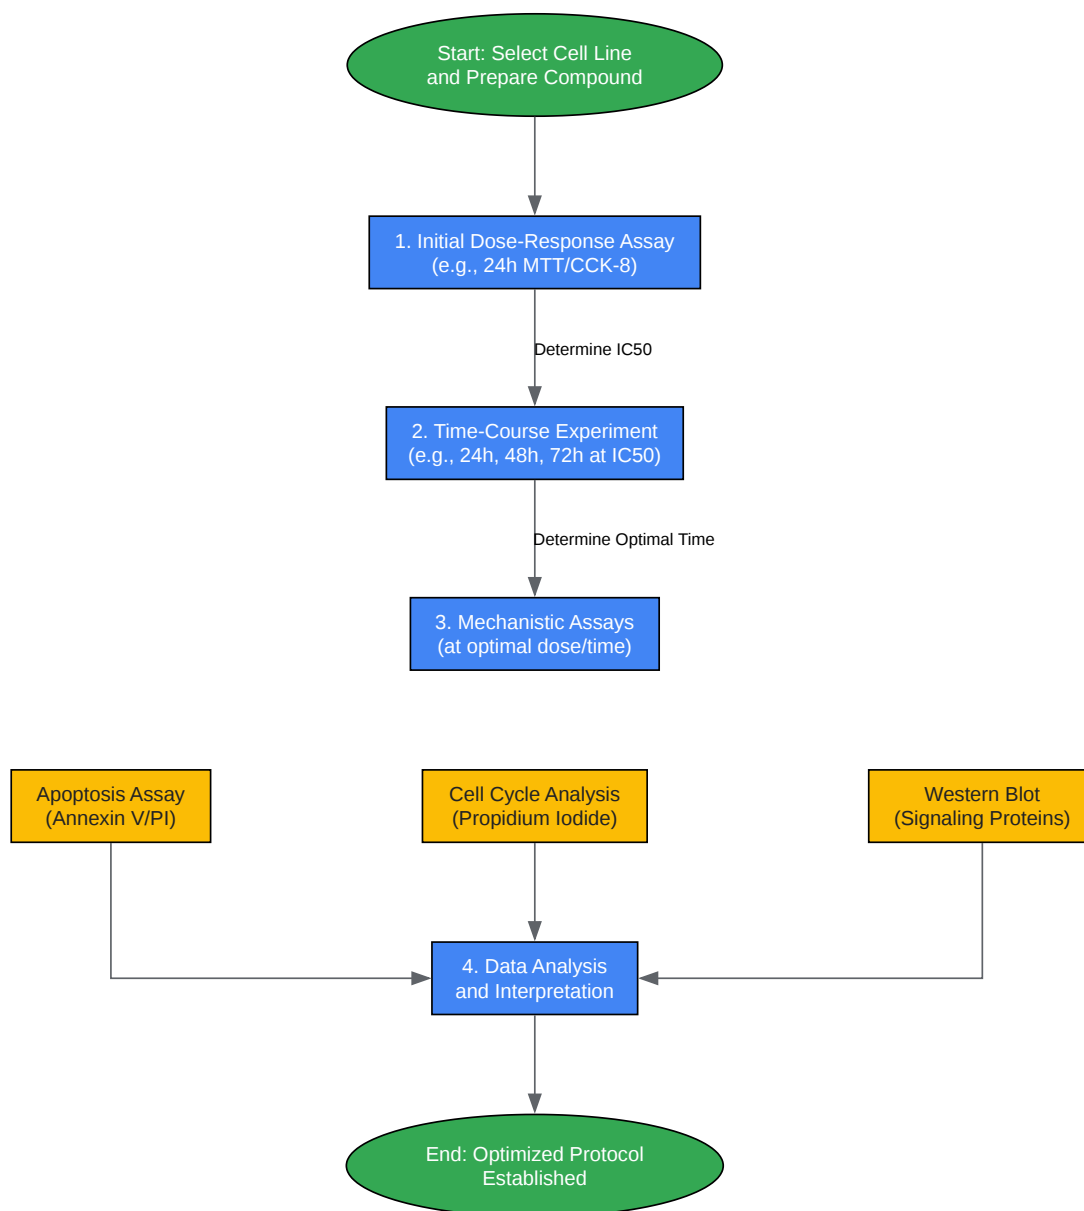 Start: Select Cell Line
and Prepare Compound
1. Initial Dose-Response Assay
(e.g., 24h MTT/CCK-8)
Determine IC50
2. Time-Course Experiment
(e.g., 24h, 48h, 72h at IC50)
Determine Optimal Time
3. Mechanistic Assays
(at optimal dose/time)
Apoptosis Assay
(Annexin V/PI)
Cell Cycle Analysis
(Propidium Iodide)
Western Blot
(Signaling Proteins)
4. Data Analysis
and Interpretation
End: Optimized Protocol
Established